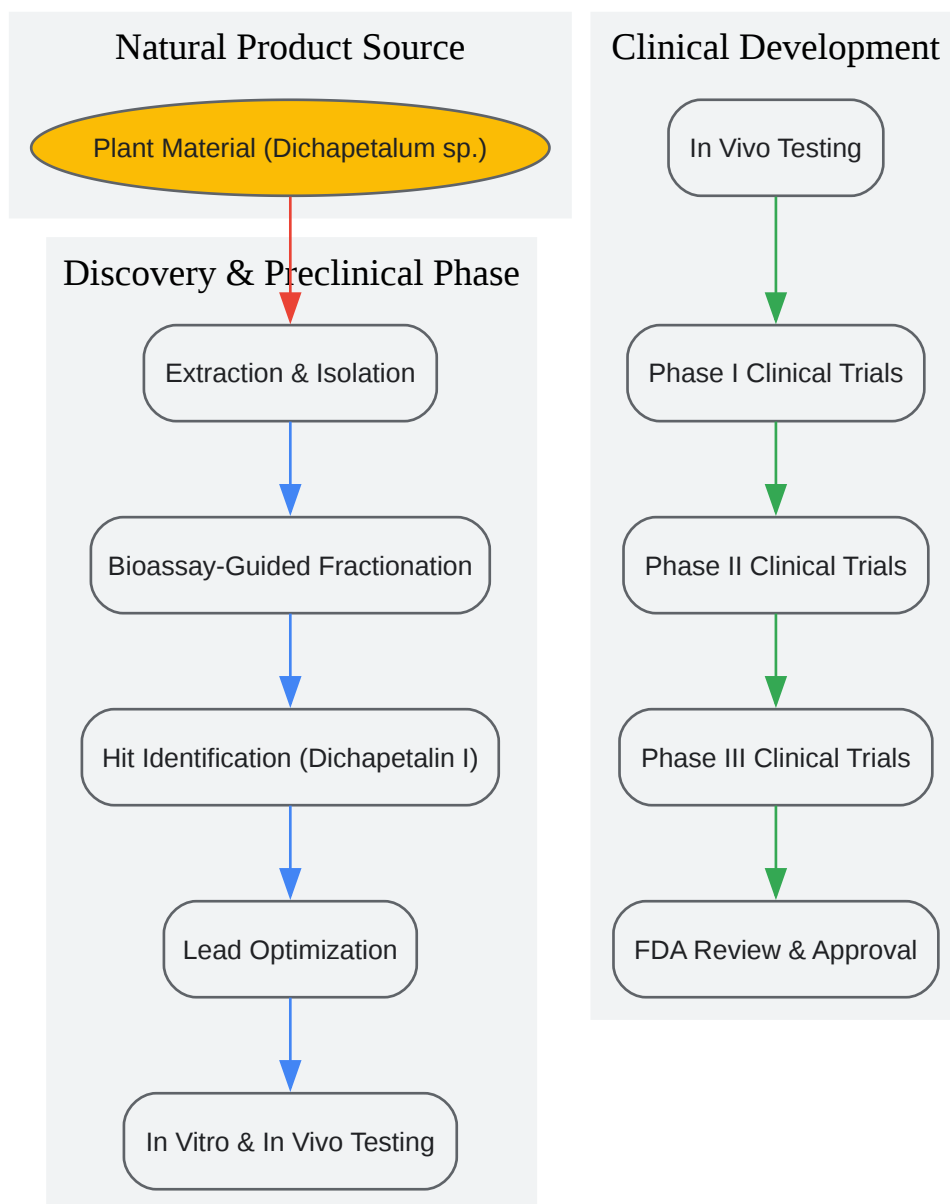 Natural Product Source
Plant Material (Dichapetalum sp.)
Discovery & Preclinical Phase
Extraction & Isolation
Bioassay-Guided Fractionation
Hit Identification (Dichapetalin I)
Lead Optimization
In Vitro & In Vivo Testing
Clinical Development
In Vivo Testing
Phase I Clinical Trials
Phase II Clinical Trials
Phase III Clinical Trials
FDA Review & Approval